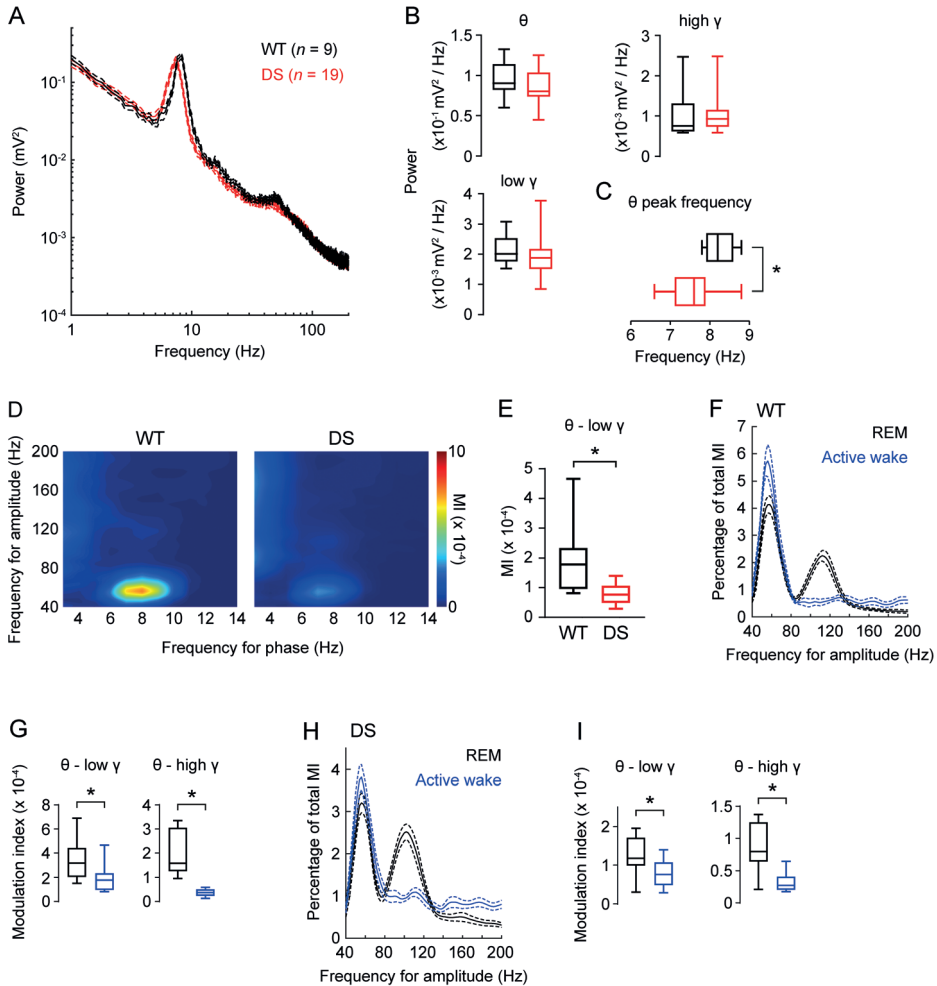 A
WT (n = 9)
DS (n = 19)
Power (mV²)
10⁻¹
10⁻²
10⁻³
10⁻⁴
1 10 100
Frequency (Hz)
B
Power
θ
(x10⁻¹ mV² / Hz)
1.5
1
0.5
0
high γ
(x10⁻³ mV² / Hz)
3
2
1
0
low γ
(x10⁻³ mV² / Hz)
4
3
2
1
0
C
θ peak frequency
*
6 7 8 9
Frequency (Hz)
D
WT DS
Frequency for amplitude (Hz)
200
160
120
80
60
40
4 6 8 10 12 14
4 6 8 10 12 14
Frequency for phase (Hz)
10
0
MI (x 10⁻⁶)
E
θ - low γ
*
MI (x 10⁻⁴)
5
4
3
2
1
0
WT DS
F
WT
REM
Active wake
Percentage of total MI
7
6
5
4
3
2
1
0
40 80 120 160 200
Frequency for amplitude (Hz)
G
Modulation index (x 10⁻⁴)
θ - low γ
*
8
6
4
2
0
θ - high γ
*
4
3
2
1
0
H
DS
REM
Active wake
Percentage of total MI
4
3
2
1
0
40 80 120 160 200
Frequency for amplitude (Hz)
I
Modulation index (x 10⁻⁴)
θ - low γ
*
2
1
0
θ - high γ
*
1.5
1
0.5
0